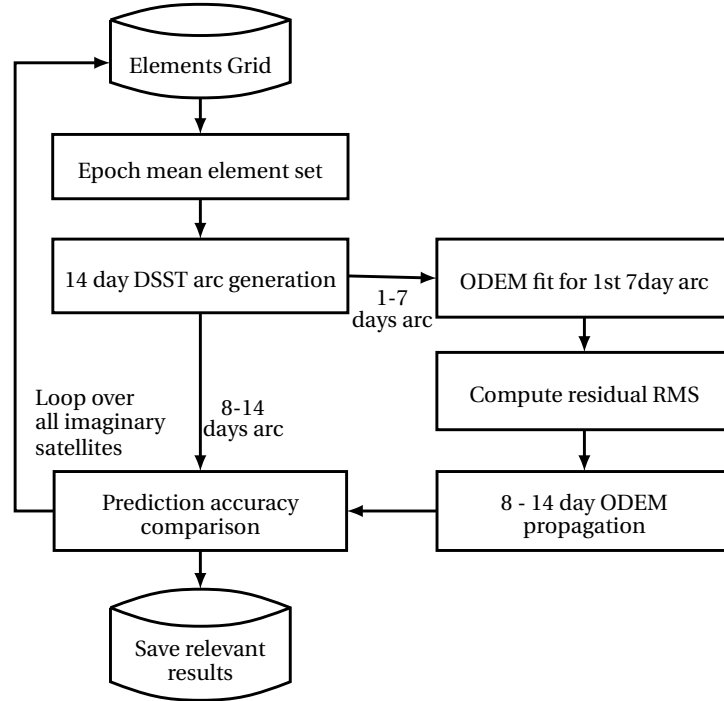 Elements Grid
Epoch mean element set
14 day DSST arc generation
1-7
days arc
ODEM fit for 1st 7day arc
Compute residual RMS
Loop over
all imaginary
satellites
8-14
days arc
Prediction accuracy
comparison
8 - 14 day ODEM
propagation
Save relevant
results